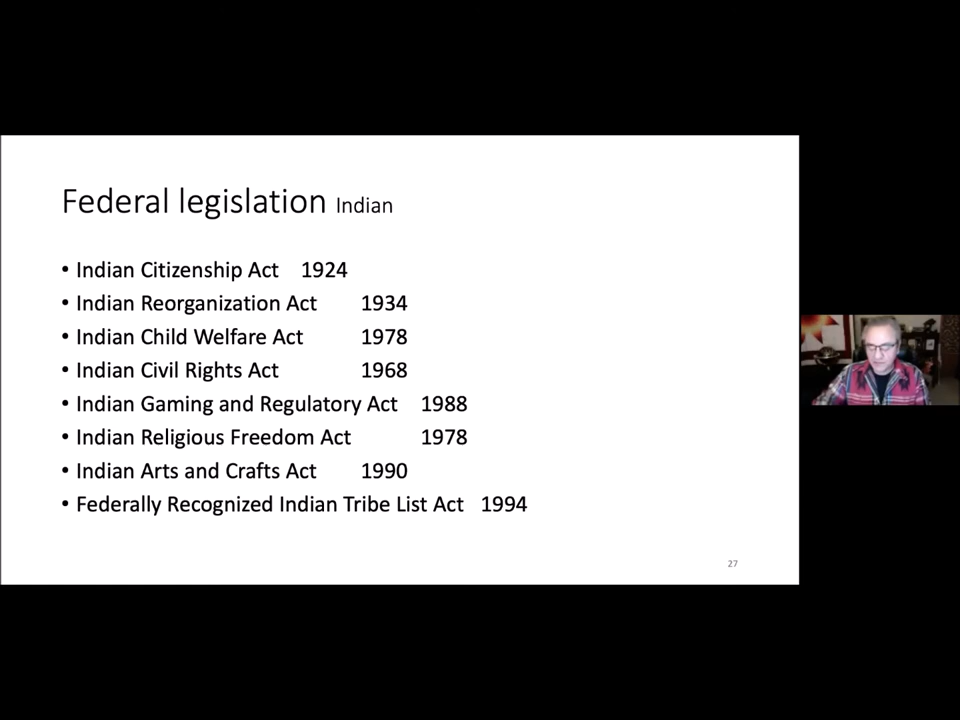 Federal legislation Indian
• Indian Citizenship Act 1924
• Indian Reorganization Act 1934
• Indian Child Welfare Act 1978
• Indian Civil Rights Act 1968
• Indian Gaming and Regulatory Act 1988
• Indian Religious Freedom Act 1978
• Indian Arts and Crafts Act 1990
• Federally Recognized Indian Tribe List Act 1994
27